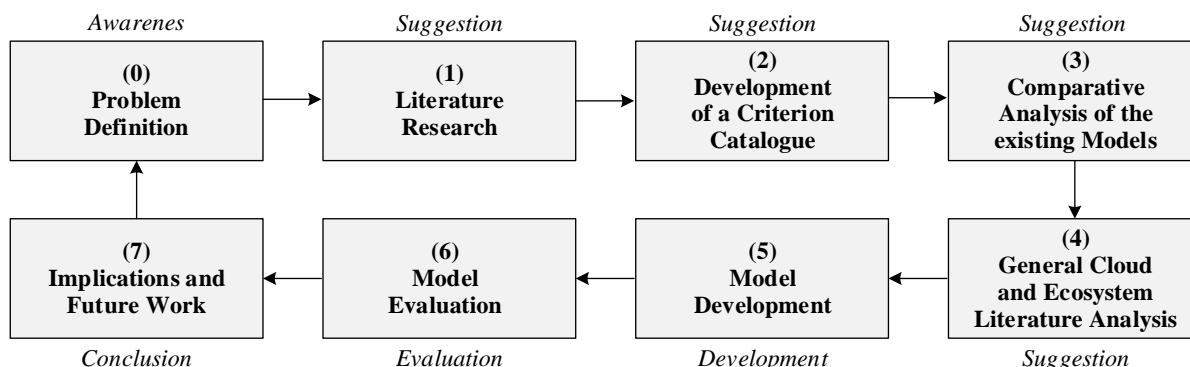 Awarenes
Suggestion
Suggestion
Suggestion
(0)
Problem
Definition
(1)
Literature
Research
(2)
Development
of a Criterion
Catalogue
(3)
Comparative
Analysis of the
existing Models
(4)
General Cloud
and Ecosystem
Literature Analysis
(5)
Model
Development
(6)
Model
Evaluation
(7)
Implications and
Future Work
Conclusion
Evaluation
Development
Suggestion